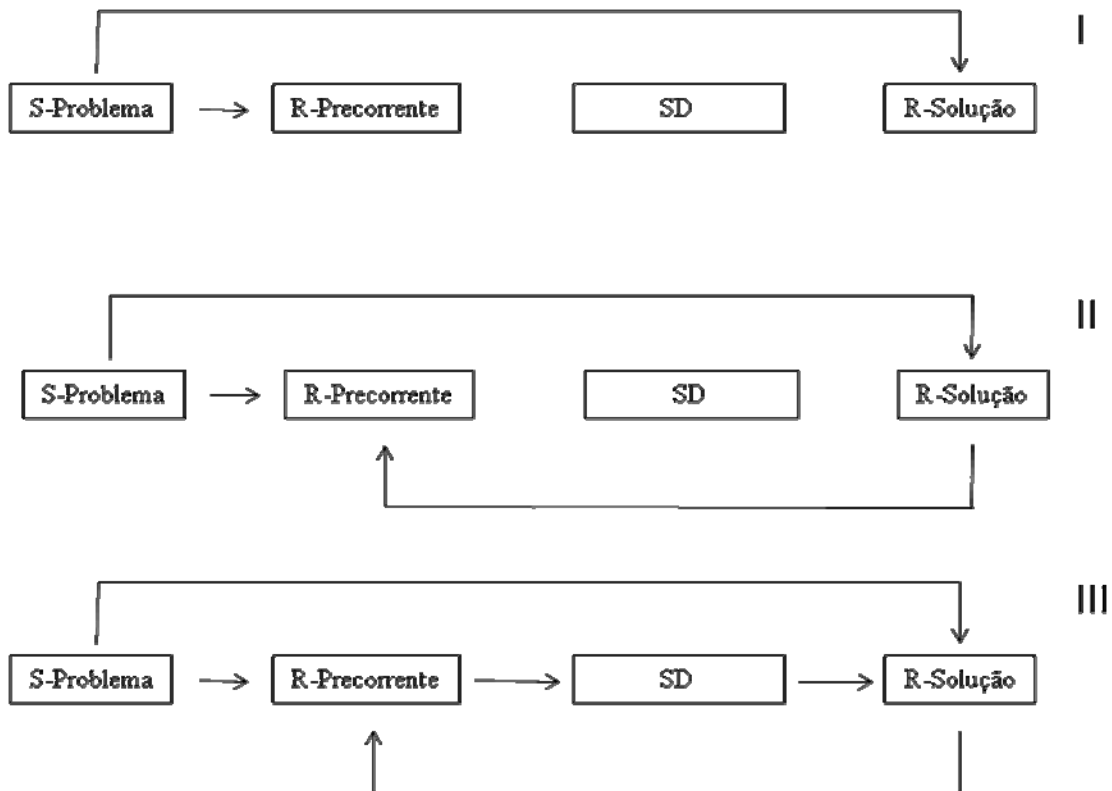 I
S-Problema R-Precorrente SD R-Solução
II
S-Problema R-Precorrente SD R-Solução
III
S-Problema R-Precorrente SD R-Solução